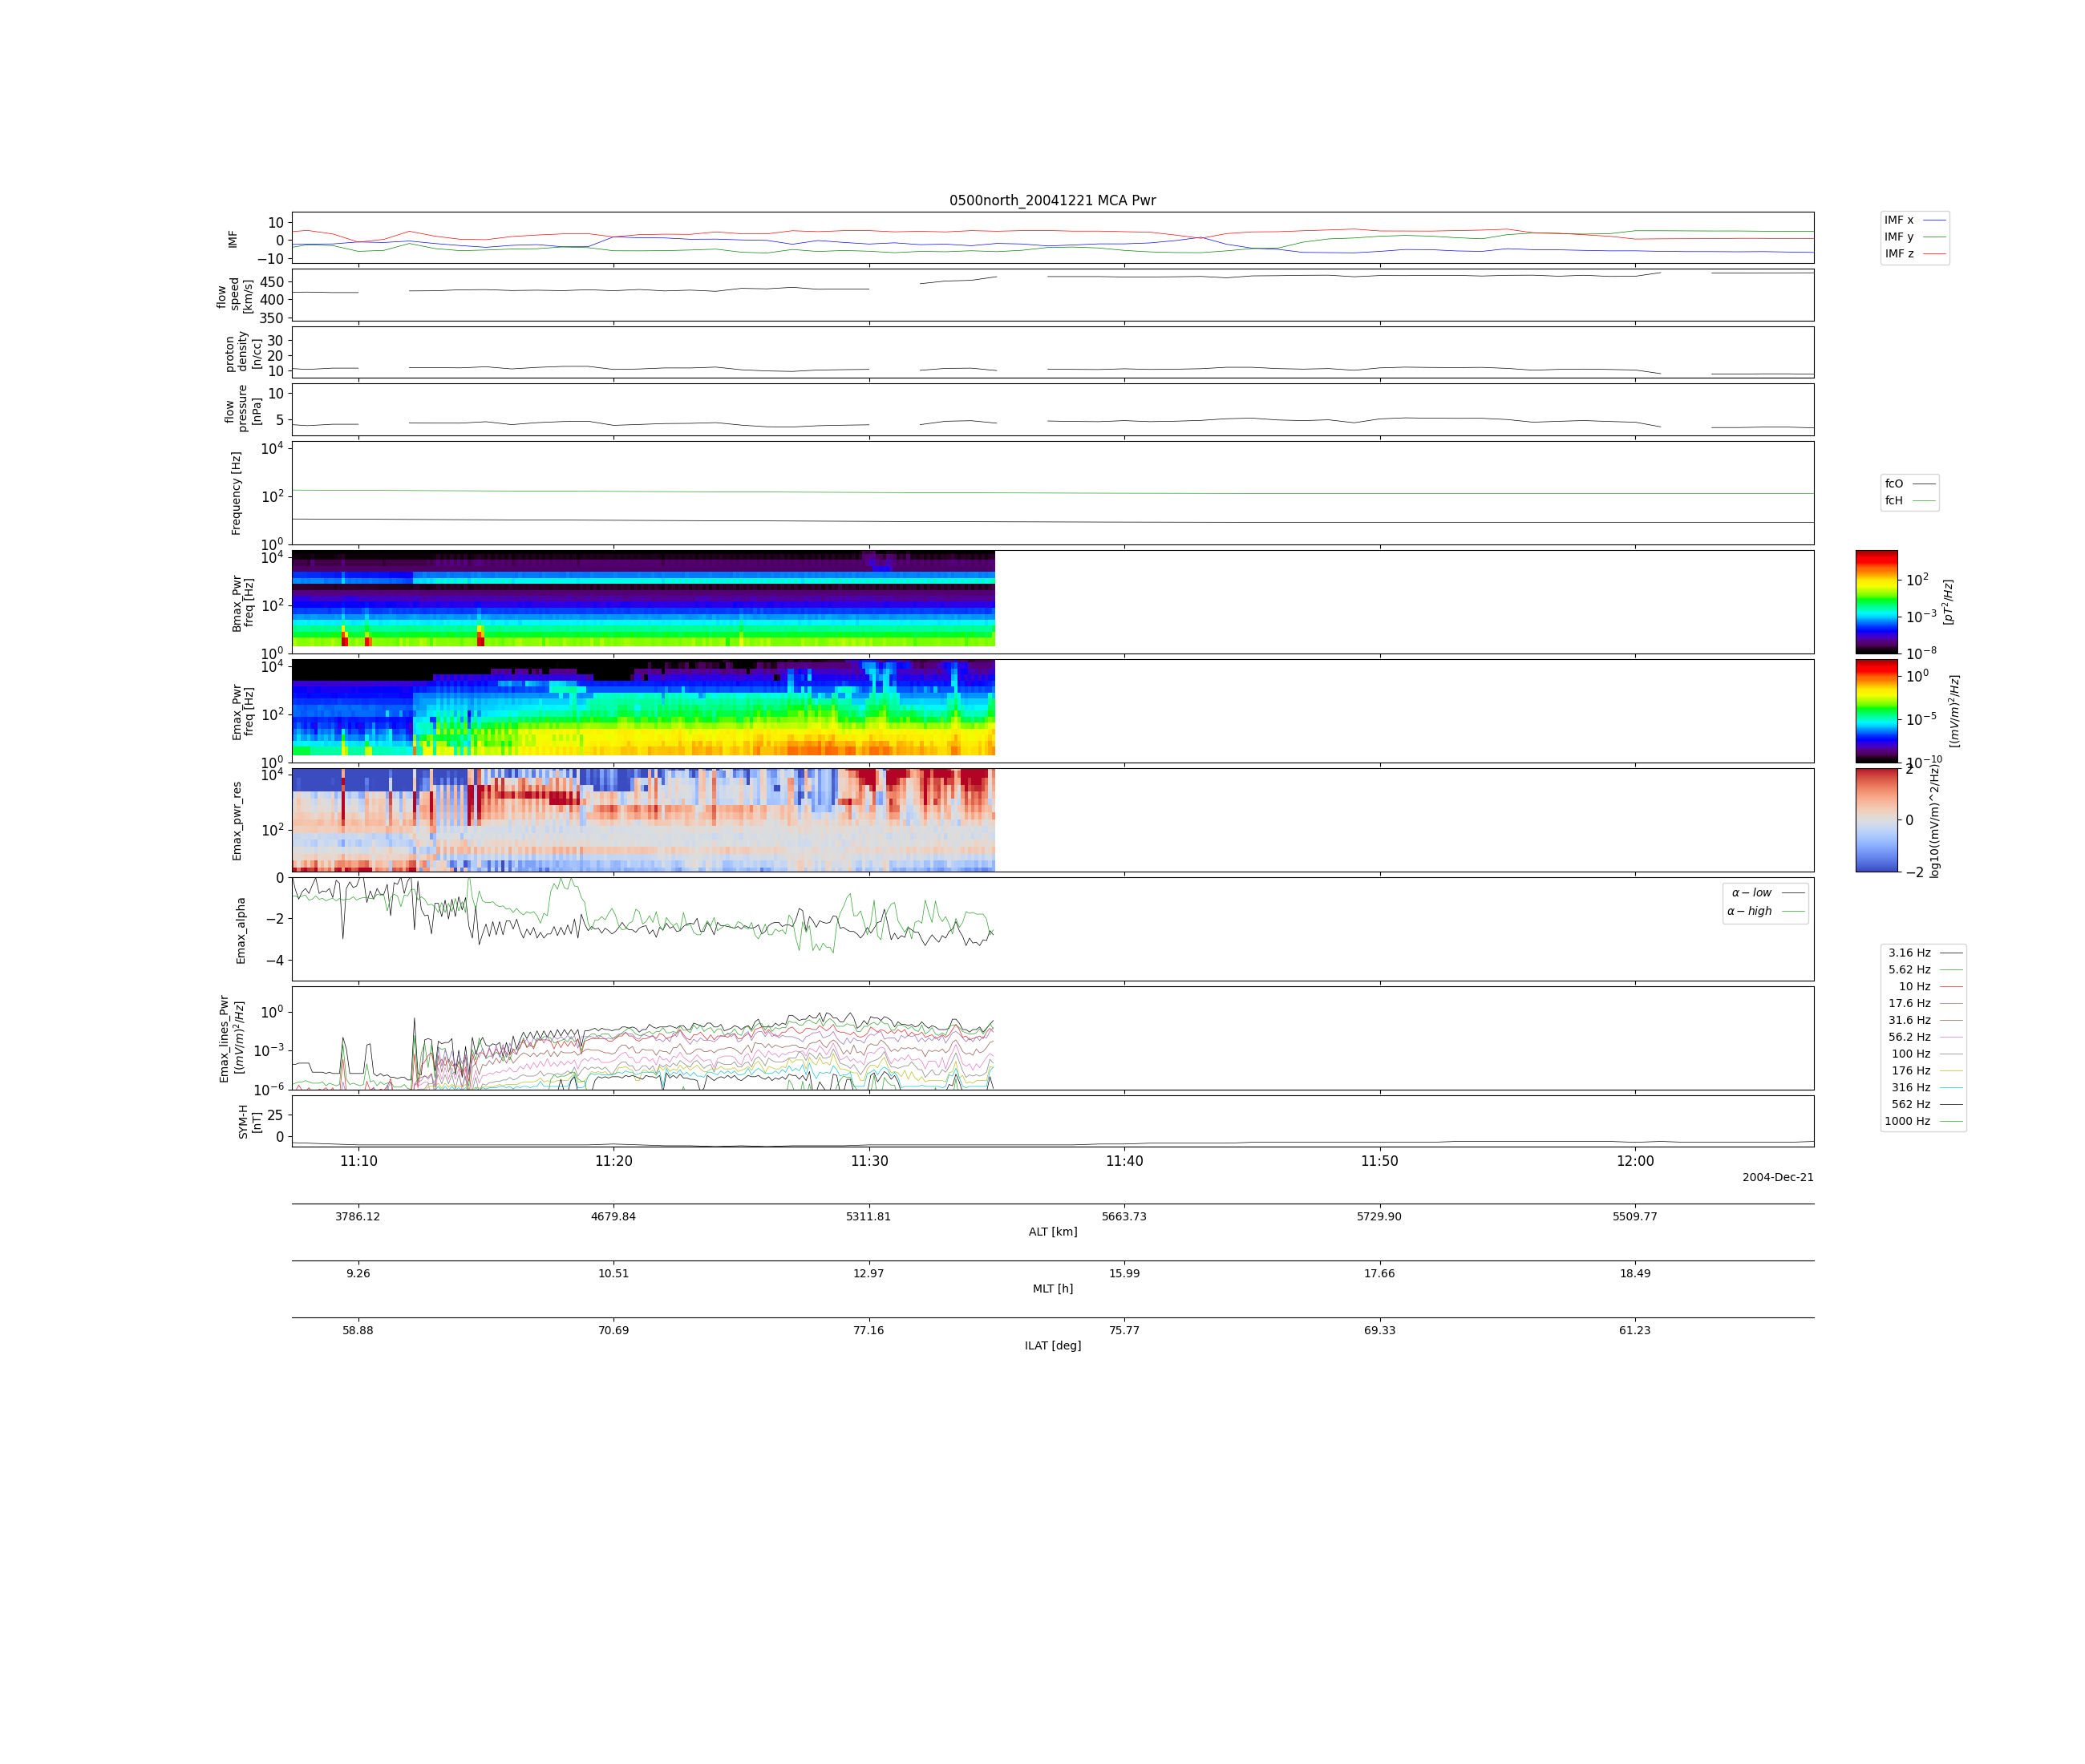 0500north_20041221 MCA Pwr
IMF
10
0
−10
IMF x
IMF y
IMF z
flow
speed
[km/s]
450
400
350
proton
density
[n/cc]
30
20
10
flow
pressure
[nPa]
10
5
Frequency [Hz]
10^4
10^2
10^0
fcO
fcH
Bmax_Pwr
freq [Hz]
10^4
10^2
10^0
10^2
10^−3
10^−8
[pT^2/Hz]
Emax_Pwr
freq [Hz]
10^4
10^2
10^0
10^0
10^−5
10^−10
[(mV/m)^2/Hz]
Emax_pwr_res
10^4
10^2
2
0
−2
log10((mV/m)^2/Hz)
Emax_alpha
0
−2
−4
α − low
α − high
Emax_lines_Pwr
[(mV/m)^2/Hz]
10^0
10^−3
10^−6
3.16 Hz
5.62 Hz
10 Hz
17.6 Hz
31.6 Hz
56.2 Hz
100 Hz
176 Hz
316 Hz
562 Hz
1000 Hz
SYM-H
[nT]
25
0
11:10 11:20 11:30 11:40 11:50 12:00
2004-Dec-21
3786.12 4679.84 5311.81 5663.73 5729.90 5509.77
ALT [km]
9.26 10.51 12.97 15.99 17.66 18.49
MLT [h]
58.88 70.69 77.16 75.77 69.33 61.23
ILAT [deg]